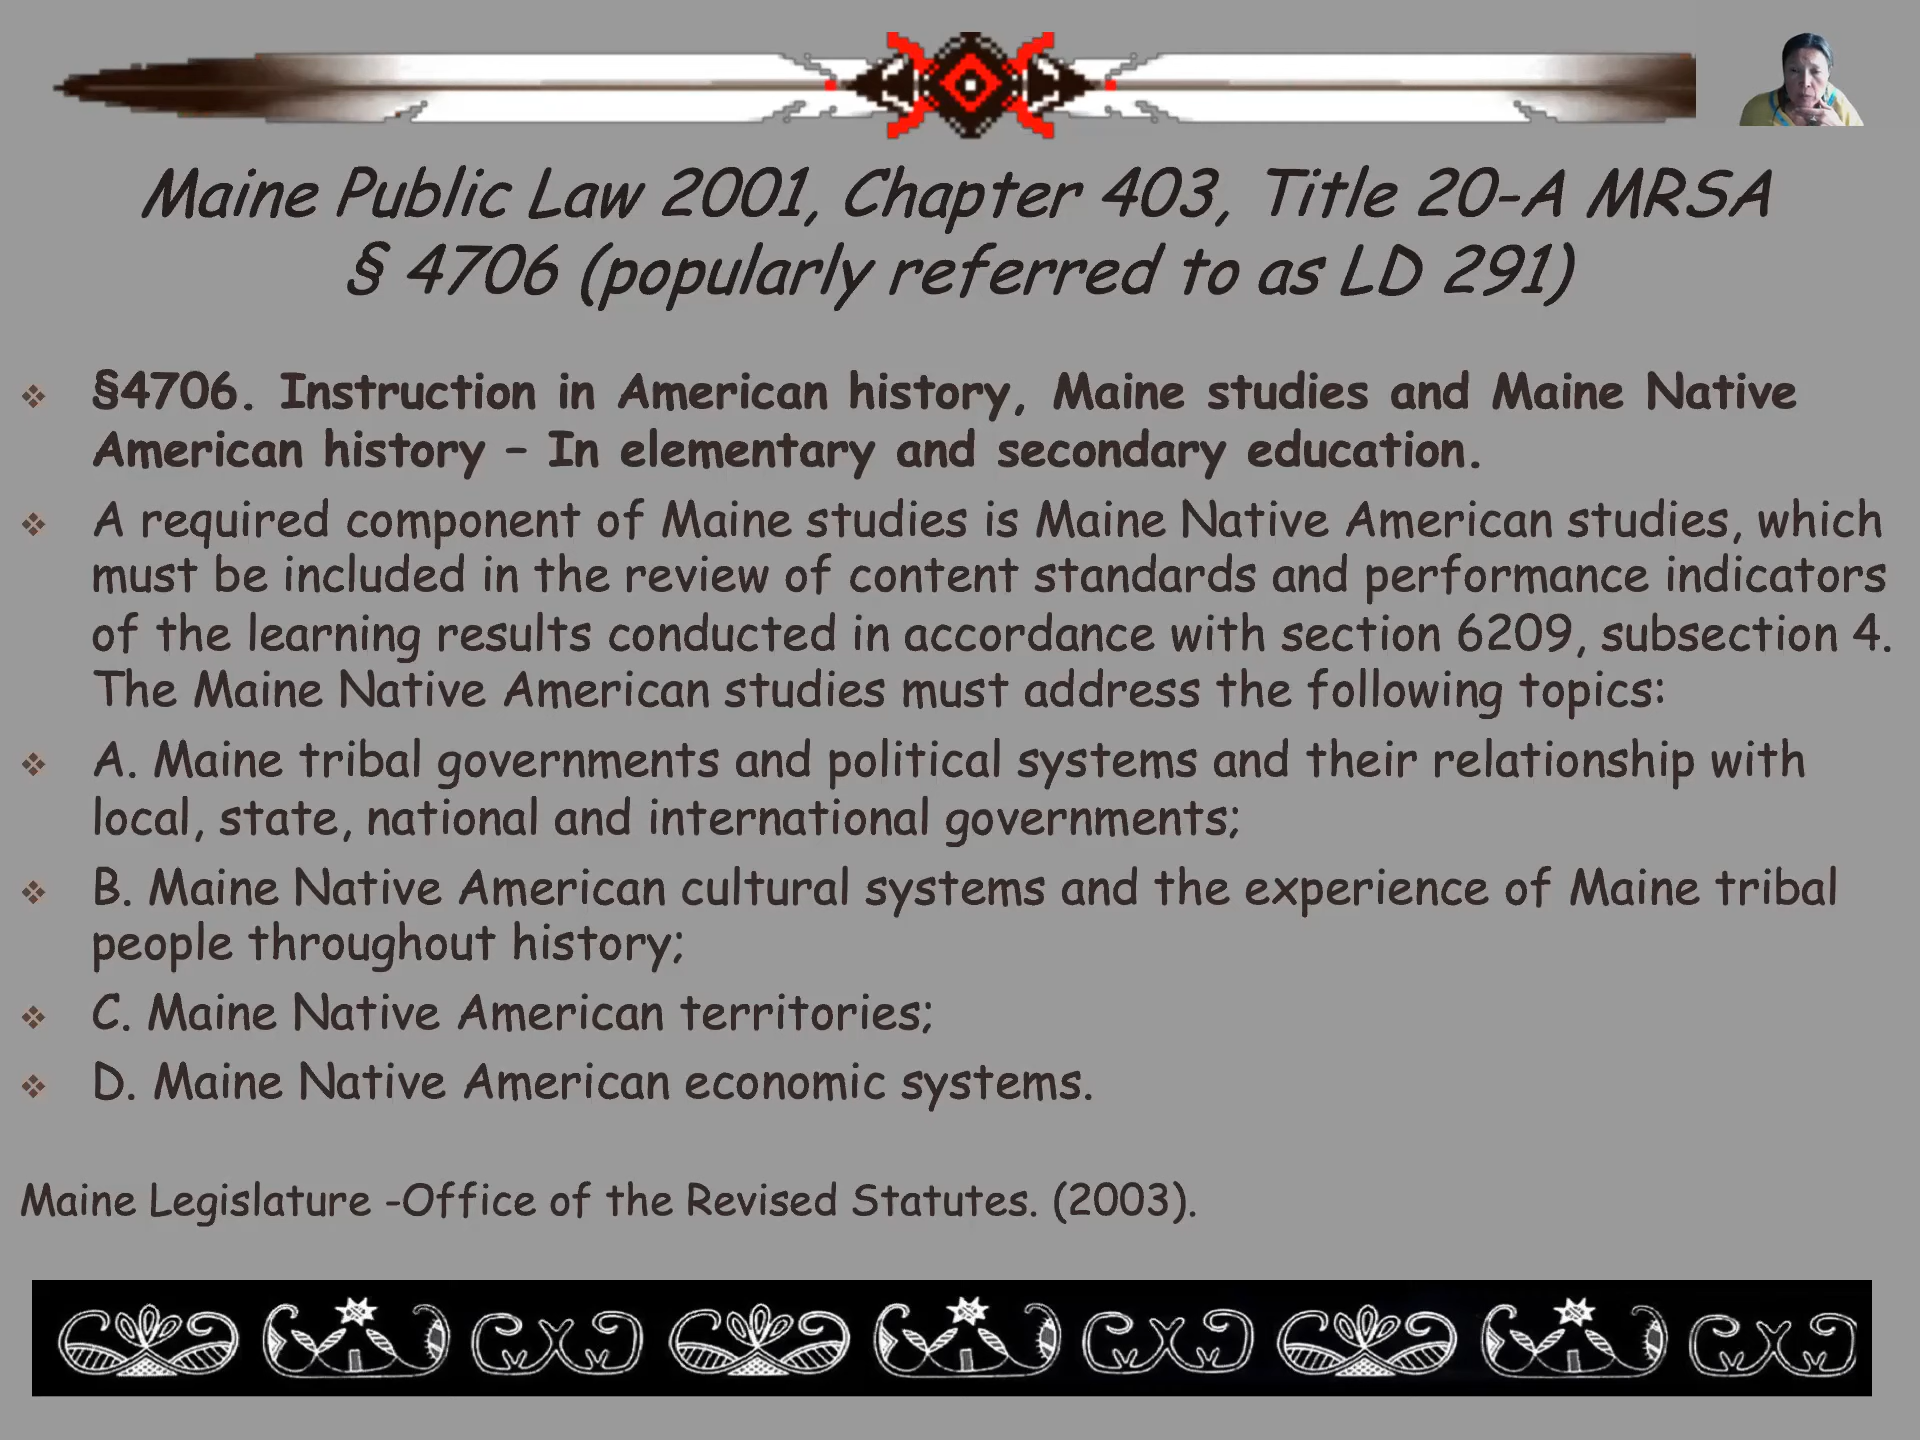 Maine Public Law 2001, Chapter 403, Title 20-A MRSA
§ 4706 (popularly referred to as LD 291)
❖ §4706. Instruction in American history, Maine studies and Maine Native
American history – In elementary and secondary education.
❖ A required component of Maine studies is Maine Native American studies, which
must be included in the review of content standards and performance indicators
of the learning results conducted in accordance with section 6209, subsection 4.
The Maine Native American studies must address the following topics:
❖ A. Maine tribal governments and political systems and their relationship with
local, state, national and international governments;
❖ B. Maine Native American cultural systems and the experience of Maine tribal
people throughout history;
❖ C. Maine Native American territories;
❖ D. Maine Native American economic systems.
Maine Legislature -Office of the Revised Statutes. (2003).